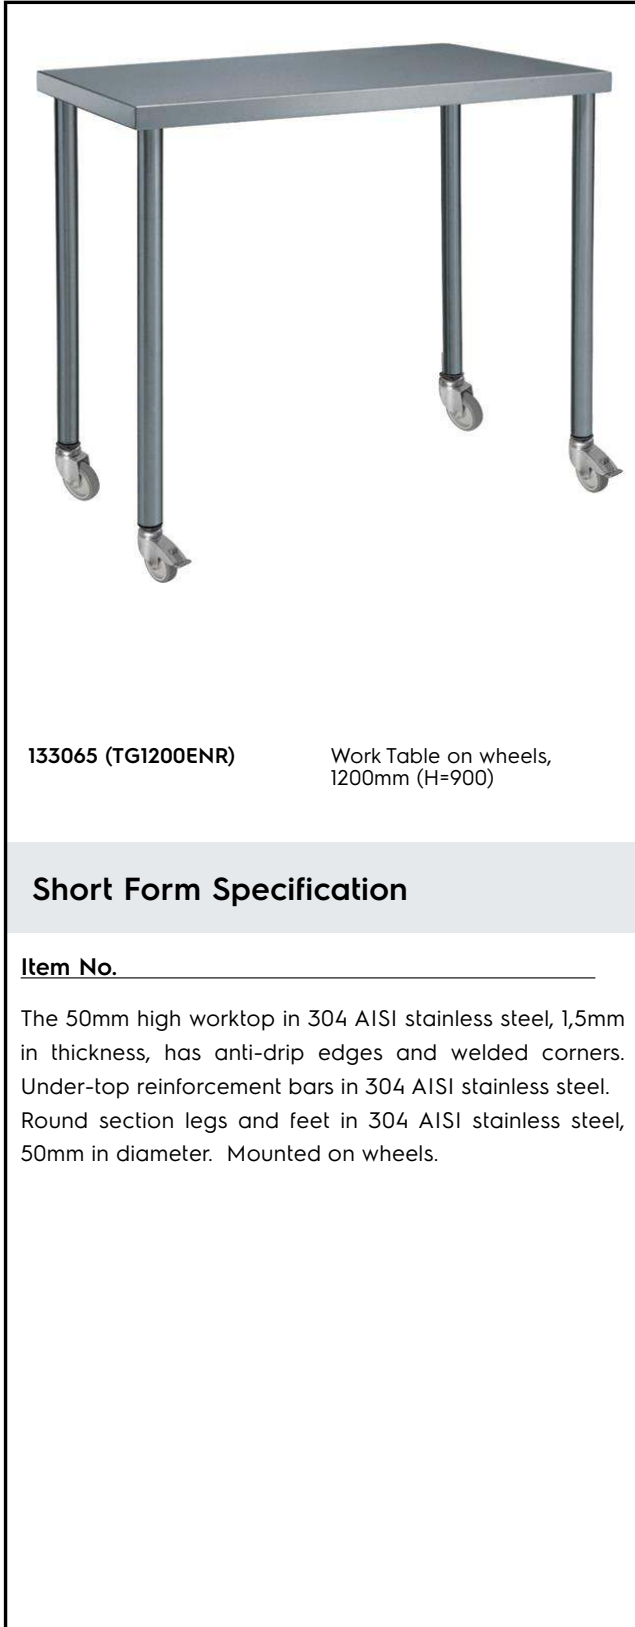 133065 (TG1200ENR)
Work Table on wheels,
1200mm (H=900)
Short Form Specification
Item No.
The 50mm high worktop in 304 AISI stainless steel, 1,5mm
in thickness, has anti-drip edges and welded corners.
Under-top reinforcement bars in 304 AISI stainless steel.
Round section legs and feet in 304 AISI stainless steel,
50mm in diameter. Mounted on wheels.